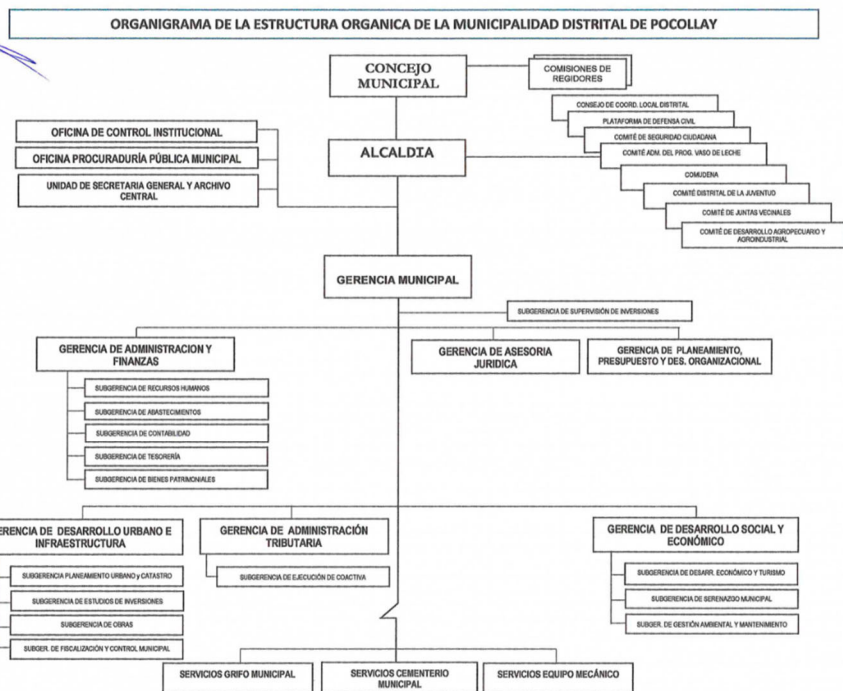 ORGANIGRAMA DE LA ESTRUCTURA ORGANICA DE LA MUNICIPALIDAD DISTRITAL DE POCOLLAY
CONCEJO
MUNICIPAL
COMISIONES DE
REGIDORES
CONSEJO DE COORD. LOCAL DISTRITAL
PLATAFORMA DE DEFENSA CIVIL
COMITÉ DE SEGURIDAD CIUDADANA
COMITÉ ADM. DEL PROG. VASO DE LECHE
COMUDENA
COMITÉ DISTRITAL DE LA JUVENTUD
COMITÉ DE JUNTAS VECINALES
COMITÉ DE DESARROLLO AGROPECUARIO Y
AGROINDUSTRIAL
OFICINA DE CONTROL INSTITUCIONAL
OFICINA PROCURADURÍA PÚBLICA MUNICIPAL
UNIDAD DE SECRETARIA GENERAL Y ARCHIVO
CENTRAL
ALCALDIA
GERENCIA MUNICIPAL
SUBGERENCIA DE SUPERVISIÓN DE INVERSIONES
GERENCIA DE ADMINISTRACION Y
FINANZAS
SUBGERENCIA DE RECURSOS HUMANOS
SUBGERENCIA DE ABASTECIMIENTOS
SUBGERENCIA DE CONTABILIDAD
SUBGERENCIA DE TESORERÍA
SUBGERENCIA DE BIENES PATRIMONIALES
GERENCIA DE ASESORIA
JURIDICA
GERENCIA DE PLANEAMIENTO,
PRESUPUESTO Y DES. ORGANIZACIONAL
ERENCIA DE DESARROLLO URBANO E
INFRAESTRUCTURA
SUBGERENCIA PLANEAMIENTO URBANO y CATASTRO
SUBGERENCIA DE ESTUDIOS DE INVERSIONES
SUBGERENCIA DE OBRAS
SUBGER. DE FISCALIZACIÓN Y CONTROL MUNICIPAL
GERENCIA DE ADMINISTRACIÓN
TRIBUTARIA
SUBGERENCIA DE EJECUCIÓN DE COACTIVA
GERENCIA DE DESARROLLO SOCIAL Y
ECONÓMICO
SUBGERENCIA DE DESARR. ECONÓMICO Y TURISMO
SUBGERENCIA DE SERENAZGO MUNICIPAL
SUBGER. DE GESTIÓN AMBIENTAL Y MANTENIMIENTO
SERVICIOS GRIFO MUNICIPAL
SERVICIOS CEMENTERIO
MUNICIPAL
SERVICIOS EQUIPO MECÁNICO